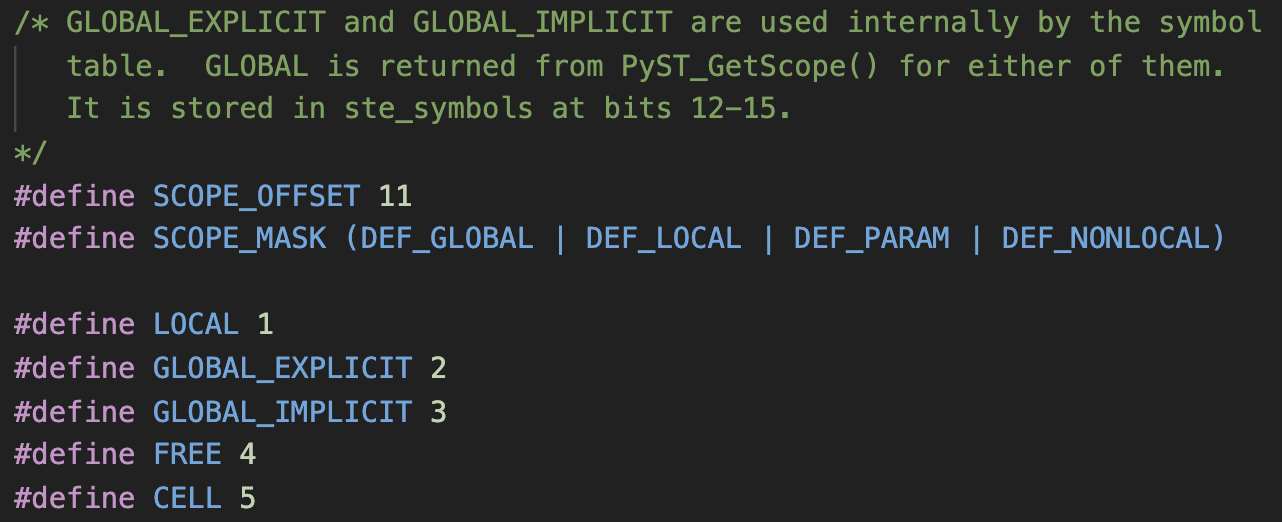 /* GLOBAL_EXPLICIT and GLOBAL_IMPLICIT are used internally by the symbol
   table.  GLOBAL is returned from PyST_GetScope() for either of them.
   It is stored in ste_symbols at bits 12-15.
*/
#define SCOPE_OFFSET 11
#define SCOPE_MASK (DEF_GLOBAL | DEF_LOCAL | DEF_PARAM | DEF_NONLOCAL)

#define LOCAL 1
#define GLOBAL_EXPLICIT 2
#define GLOBAL_IMPLICIT 3
#define FREE 4
#define CELL 5